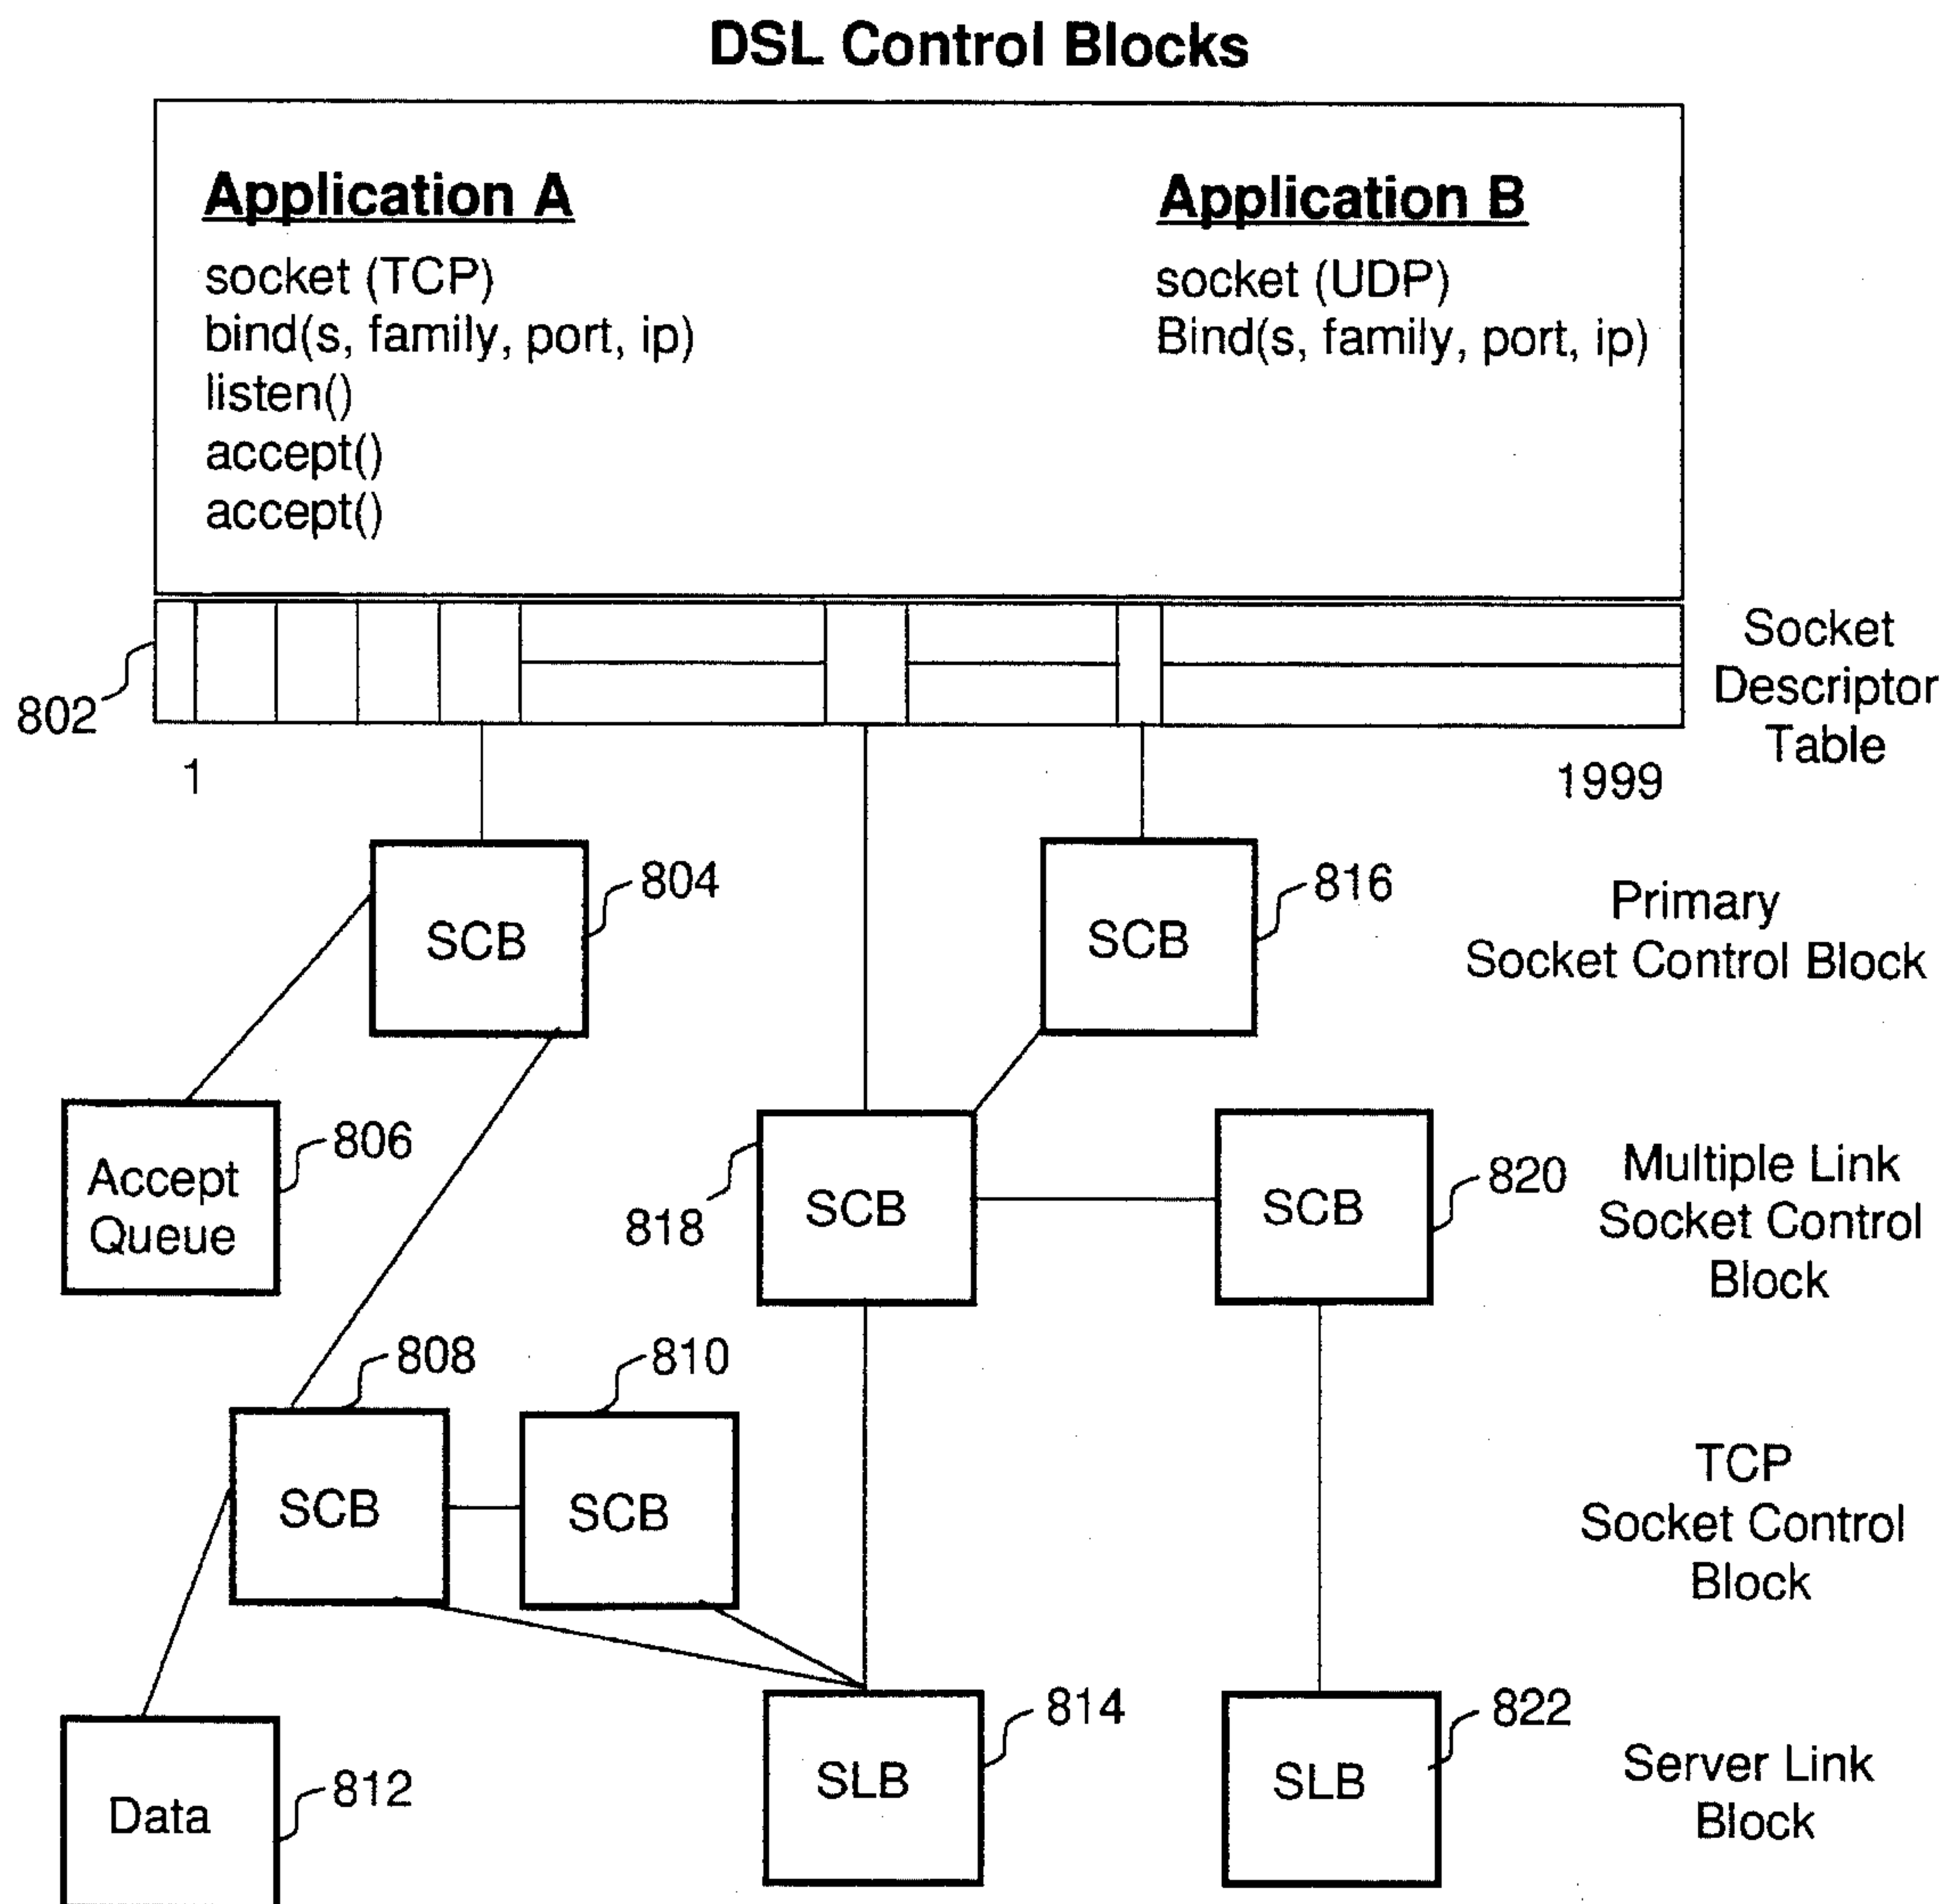 DSL Control Blocks
Application A
socket (TCP)
bind(s, family, port, ip)
listen()
accept()
accept()
Application B
socket (UDP)
Bind(s, family, port, ip)
802
1
1999
Socket
Descriptor
Table
SCB
804
SCB
816
Primary
Socket Control Block
Accept
Queue
806
818
SCB
SCB
820
Multiple Link
Socket Control
Block
808
810
SCB
SCB
TCP
Socket Control
Block
Data
812
SLB
814
SLB
822
Server Link
Block